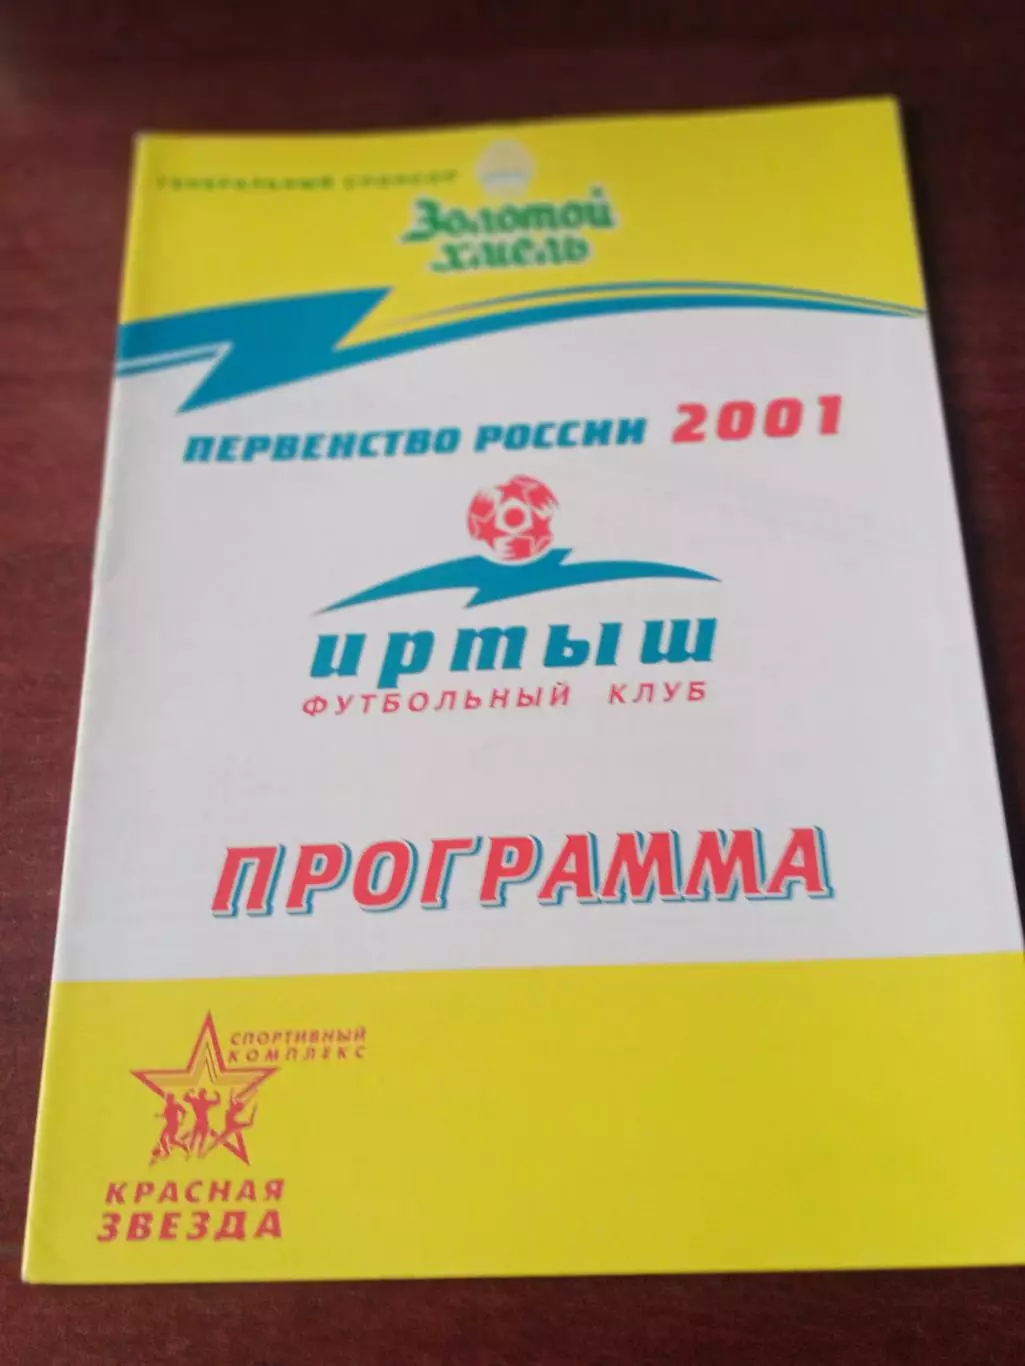 ГЕНЕРАЛЬНЫЙ СПОНСОР
Золотой
хмель
ПЕРВЕНСТВО РОССИИ 2001
ИРТЫШ
ФУТБОЛЬНЫЙ КЛУБ
ПРОГРАММА
СПОРТИВНЫЙ
КОМПЛЕКС
КРАСНАЯ
ЗВЕЗДА